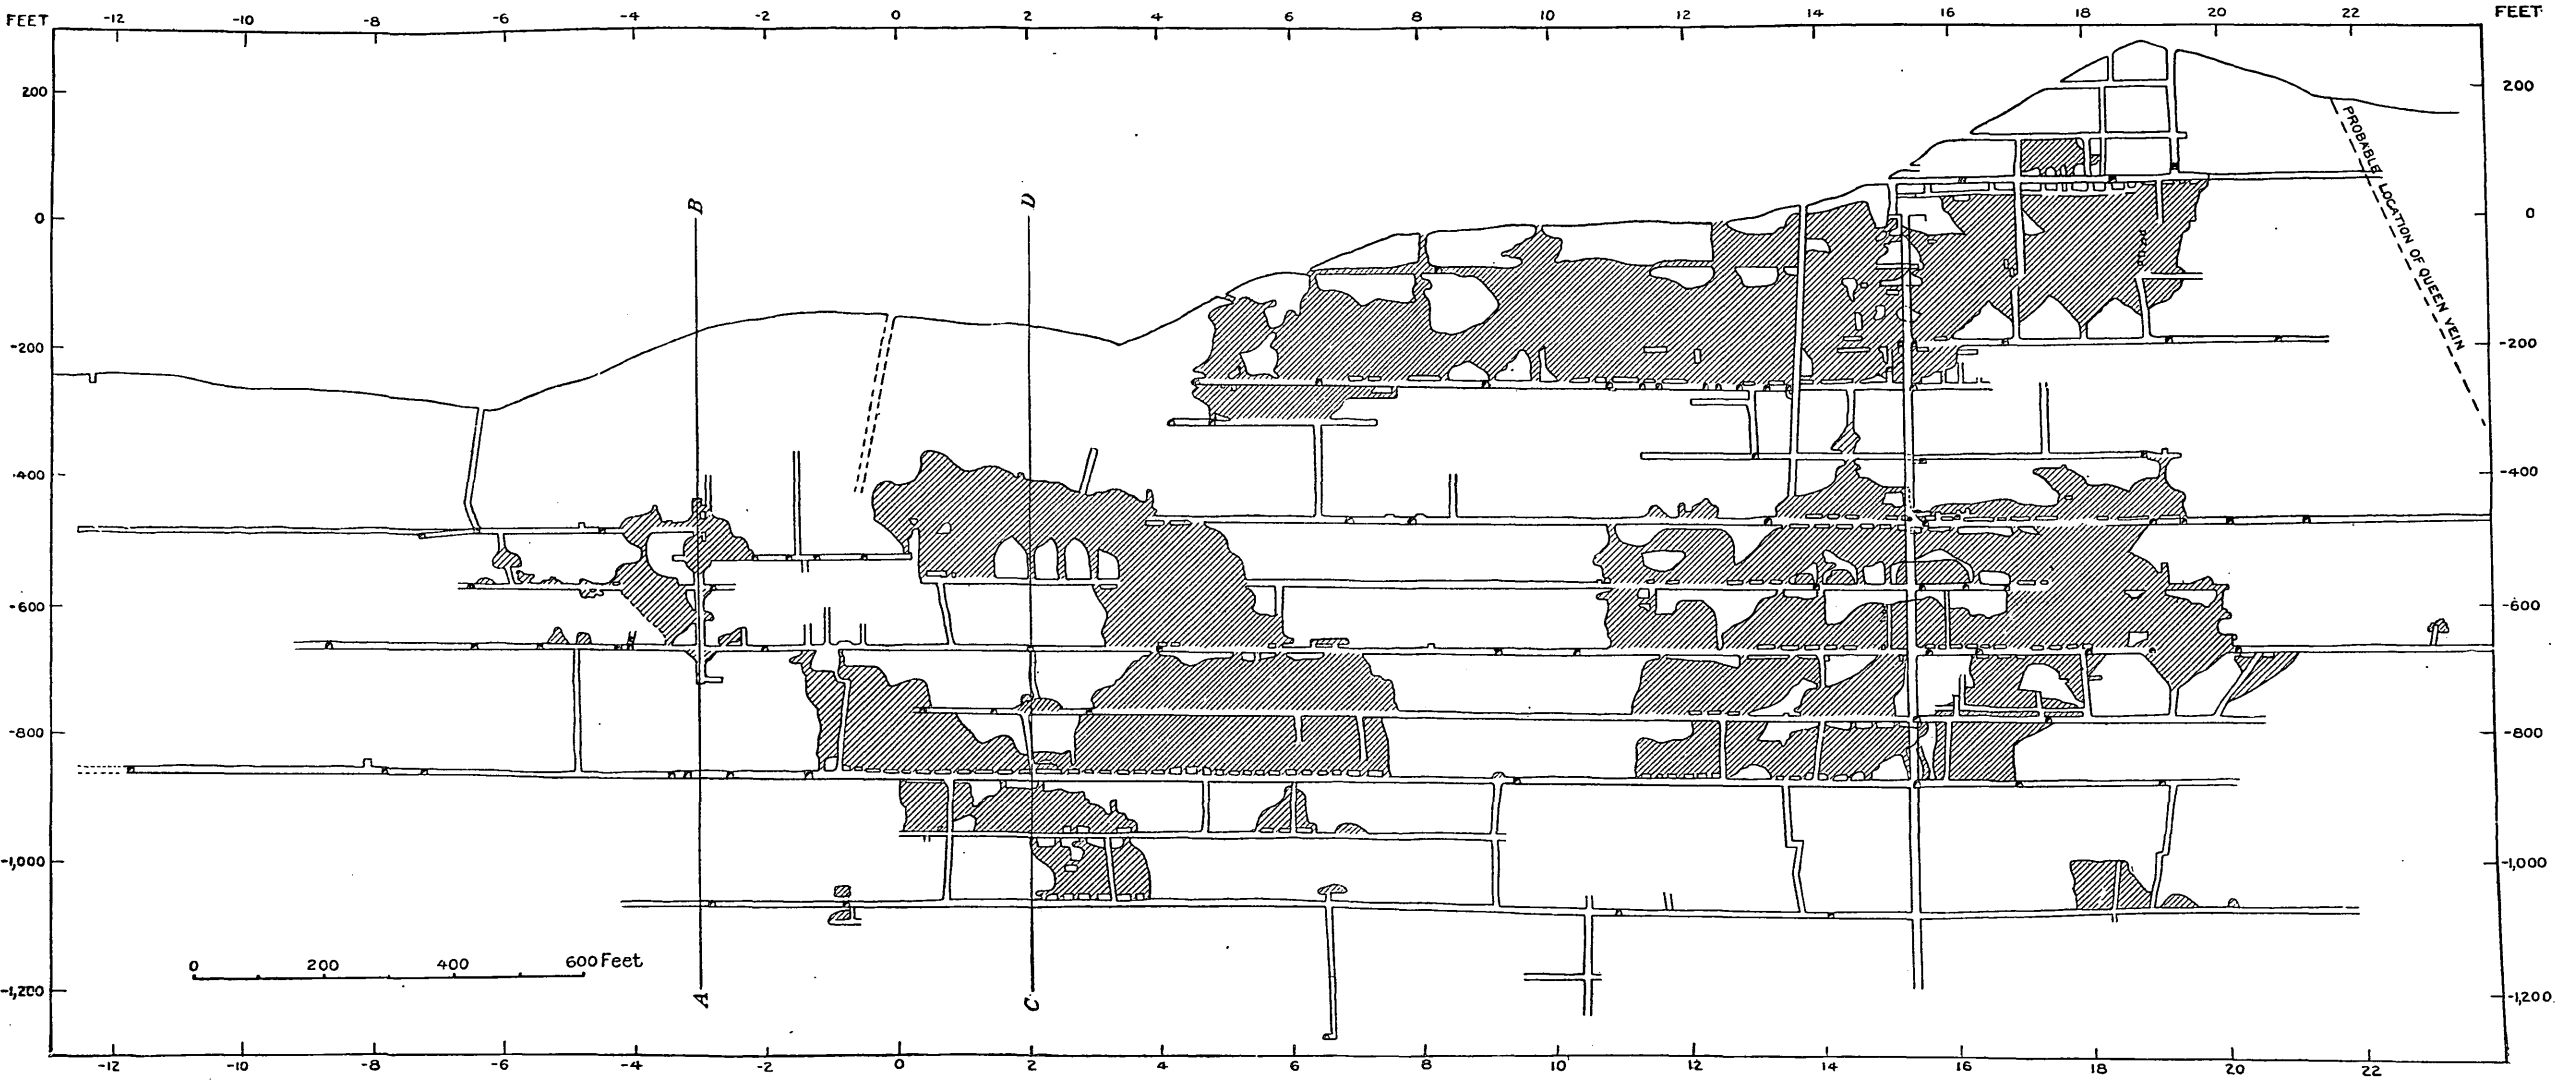 FEET -12 -10 -8 -6 -4 -2 0 2 4 6 8 10 12 14 16 18 20 22 FEET
200 200
0 0
-200 -200
-400 -400
-600 -600
-800 -800
-1,000 -1,000
-1,200 -1,200
B
D
PROBABLE LOCATION OF QUEEN VEIN
0 200 400 600 Feet
A
C
-12 -10 -8 -6 -4 -2 0 2 4 6 8 10 12 14 16 18 20 22